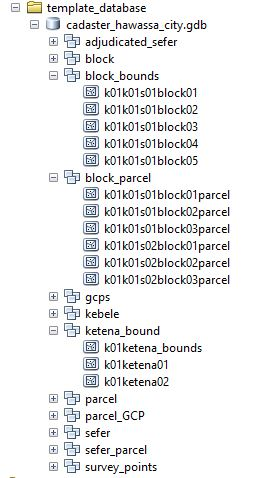 template_database
cadaster_hawassa_city.gdb
adjudicated_sefer
block
block_bounds
k01k01s01block01
k01k01s01block02
k01k01s01block03
k01k01s01block04
k01k01s01block05
block_parcel
k01k01s01block01parcel
k01k01s01block02parcel
k01k01s01block03parcel
k01k01s02block01parcel
k01k01s02block02parcel
k01k01s02block03parcel
gcps
kebele
ketena_bound
k01ketena_bounds
k01ketena01
k01ketena02
parcel
parcel_GCP
sefer
sefer_parcel
survey_points